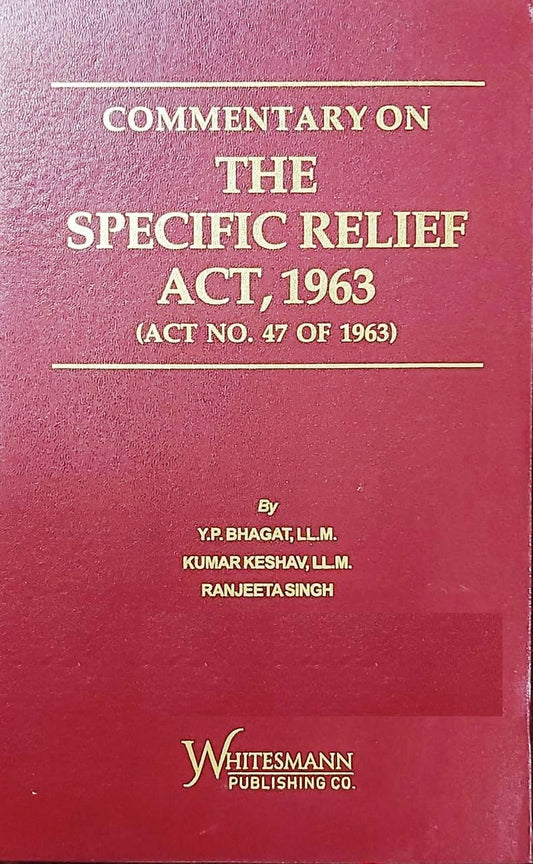 COMMENTARY ON
THE
SPECIFIC RELIEF
ACT, 1963
(ACT NO. 47 OF 1963)
By
Y.P. BHAGAT, LL.M.
KUMAR KESHAV, LL.M.
RANJEETA SINGH
WHITESMANN
PUBLISHING CO.